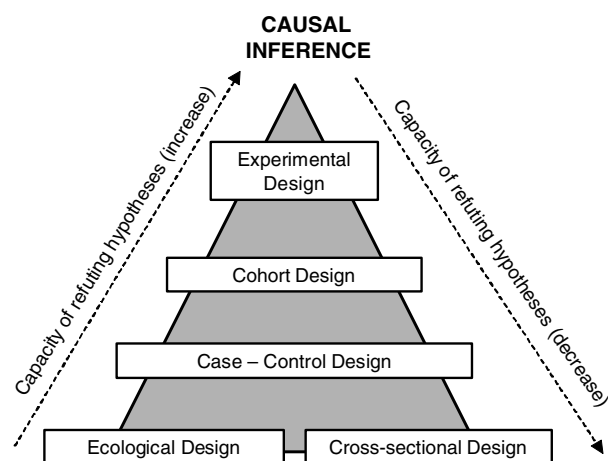 CAUSAL
INFERENCE
Capacity of refuting hypotheses (increase)
Capacity of refuting hypotheses (decrease)
Experimental
Design
Cohort Design
Case – Control Design
Ecological Design
Cross-sectional Design